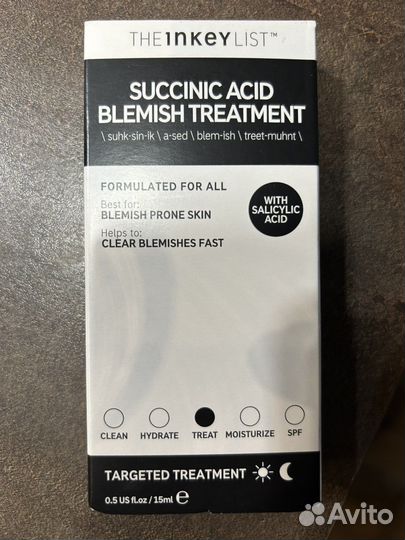 THE INKEY LIST™
SUCCINIC ACID
BLEMISH TREATMENT
\ suhk-sin-ik \ a-sed \ blem-ish \ treet-muhnt \
FORMULATED FOR ALL
Best for:
BLEMISH PRONE SKIN
Helps to:
CLEAR BLEMISHES FAST
WITH
SALICYLIC
ACID
CLEAN HYDRATE TREAT MOISTURIZE SPF
TARGETED TREATMENT
0.5 US fl.oz / 15ml ℮
Avito